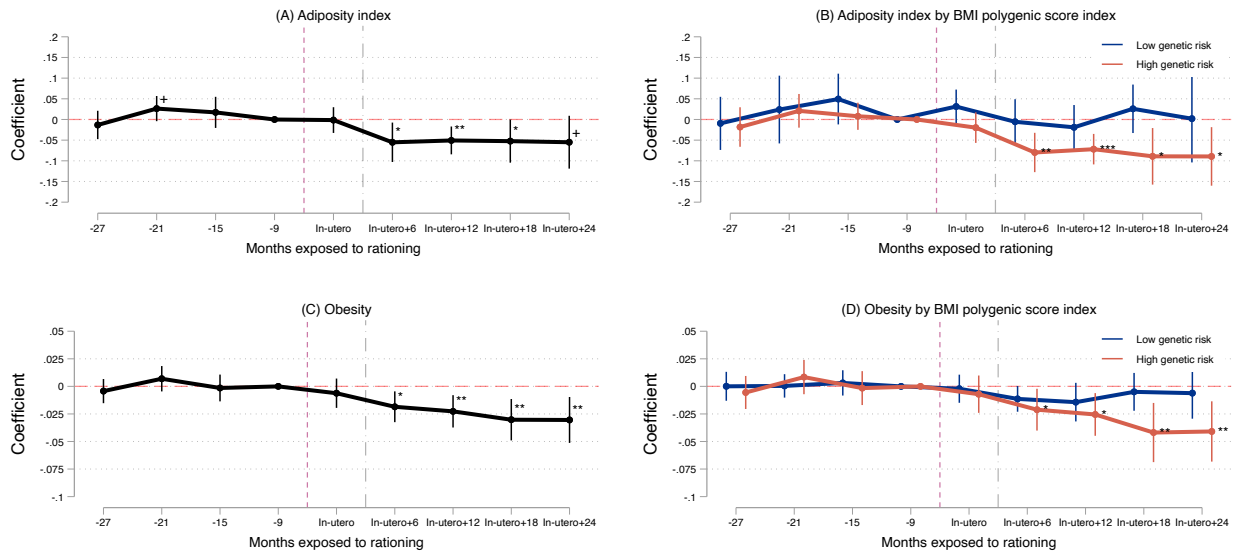 (A) Adiposity index
Coefficient
.2
.15
.1
.05
0
-.05
-.1
-.15
-.2
+
*
**
*
+
-27
-21
-15
-9
In-utero
In-utero+6
In-utero+12
In-utero+18
In-utero+24
Months exposed to rationing
(B) Adiposity index by BMI polygenic score index
Low genetic risk
High genetic risk
Coefficient
.2
.15
.1
.05
0
-.05
-.1
-.15
-.2
**
***
*
*
-27
-21
-15
-9
In-utero
In-utero+6
In-utero+12
In-utero+18
In-utero+24
Months exposed to rationing
(C) Obesity
Coefficient
.05
.025
0
-.025
-.05
-.075
-.1
*
**
**
**
-27
-21
-15
-9
In-utero
In-utero+6
In-utero+12
In-utero+18
In-utero+24
Months exposed to rationing
(D) Obesity by BMI polygenic score index
Low genetic risk
High genetic risk
Coefficient
.05
.025
0
-.025
-.05
-.075
-.1
*
*
**
**
-27
-21
-15
-9
In-utero
In-utero+6
In-utero+12
In-utero+18
In-utero+24
Months exposed to rationing